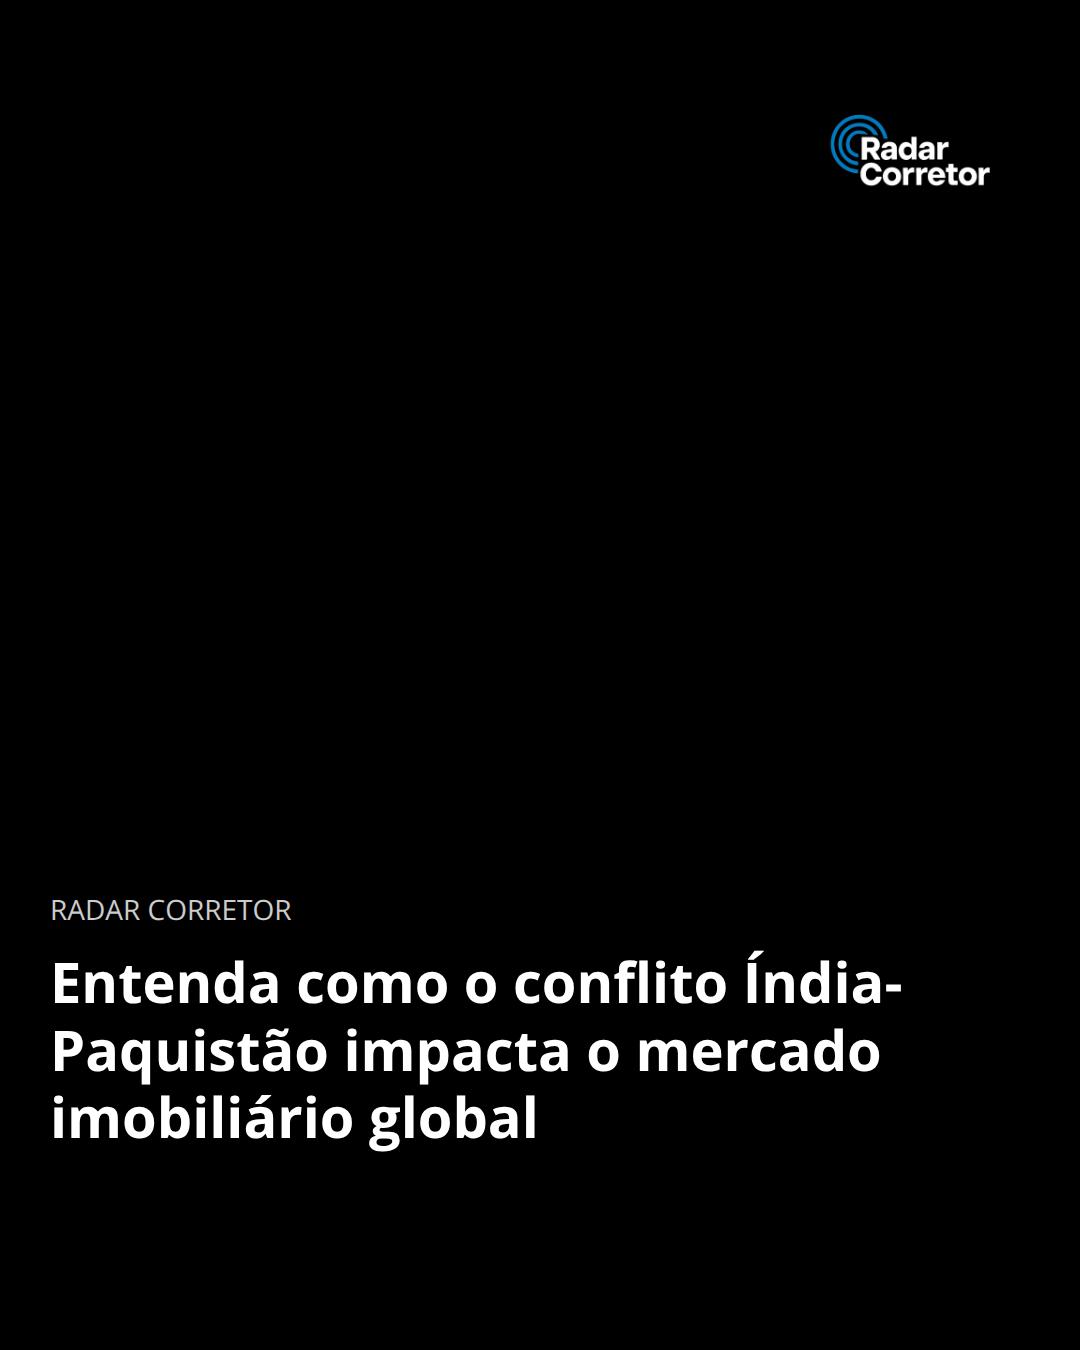 Radar
Corretor
RADAR CORRETOR
Entenda como o conflito Índia-
Paquistão impacta o mercado
imobiliário global